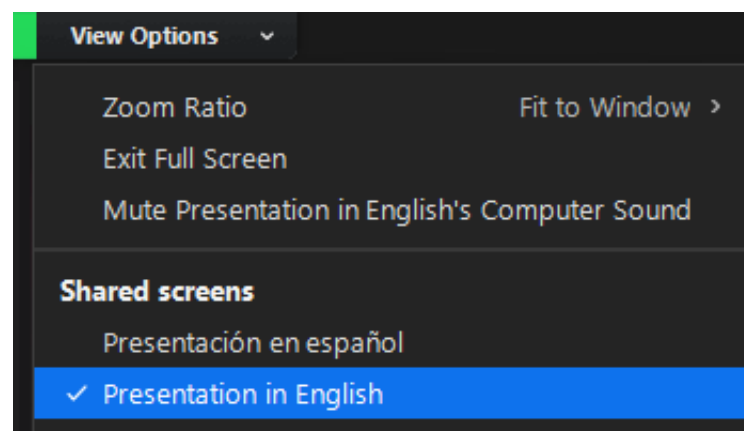 View Options
Zoom Ratio Fit to Window
Exit Full Screen
Mute Presentation in English's Computer Sound
Shared screens
Presentación en español
Presentation in English